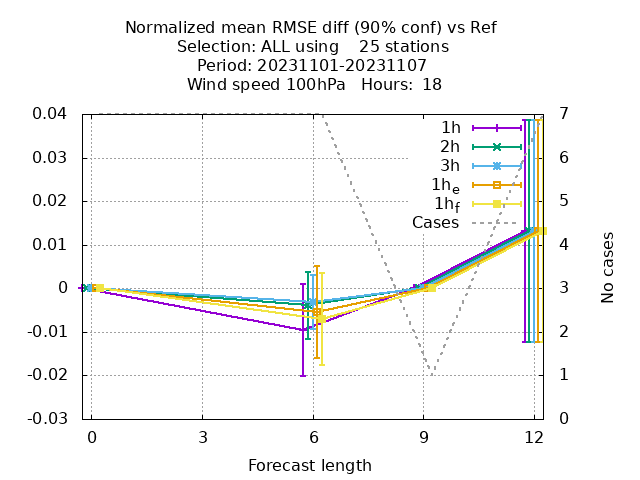 Normalized mean RMSE diff (90% conf) vs Ref
Selection: ALL using    25 stations
Period: 20231101-20231107
Wind speed 100hPa   Hours:  18
0.04
0.03
0.02
0.01
0
-0.01
-0.02
-0.03
1h
2h
3h
1he
1hf
Cases
7
6
5
4
3
2
1
0
No cases
0 3 6 9 12
Forecast length